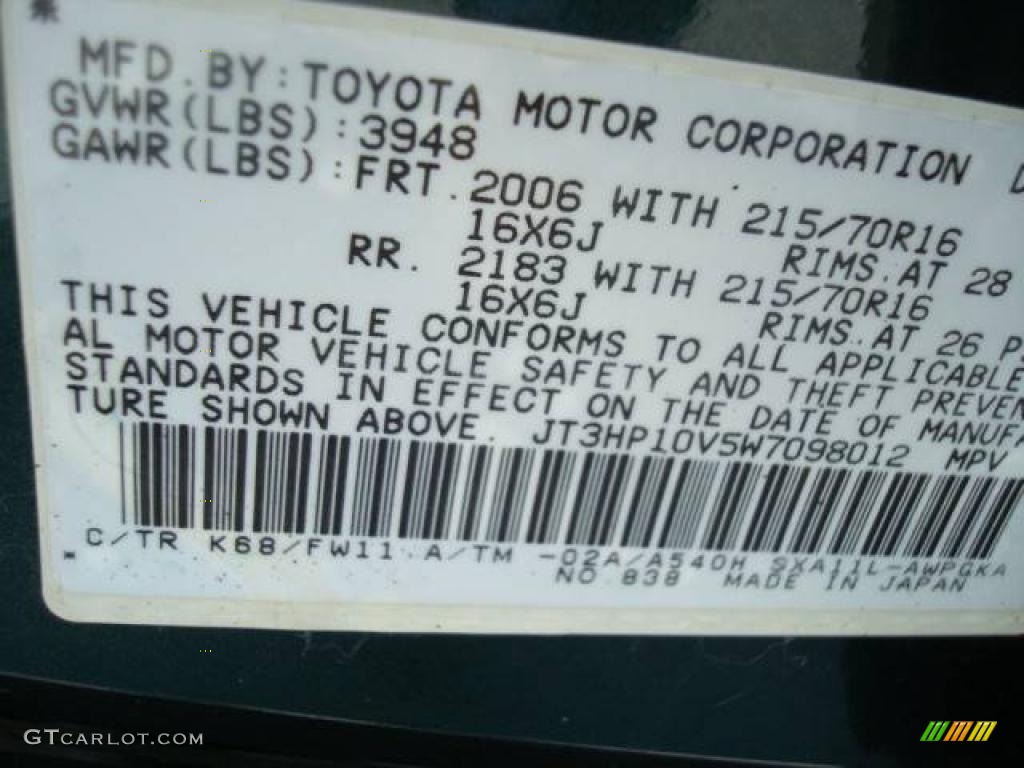 MFD.BY:TOYOTA MOTOR CORPORATION D
GVWR(LBS):3948
GAWR(LBS):FRT.2006 WITH 215/70R16
16X6J RIMS.AT 28
RR. 2183 WITH 215/70R16
16X6J RIMS.AT 26 P
THIS VEHICLE CONFORMS TO ALL APPLICABLE
AL MOTOR VEHICLE SAFETY AND THEFT PREVEN
STANDARDS IN EFFECT ON THE DATE OF MANUFA
TURE SHOWN ABOVE. JT3HP10V5W7098012 MPV
C/TR K68/FW11 A/TM -02A/A540H SXA11L-AWPGKA
NO.838 MADE IN JAPAN
GTCARLOT.COM